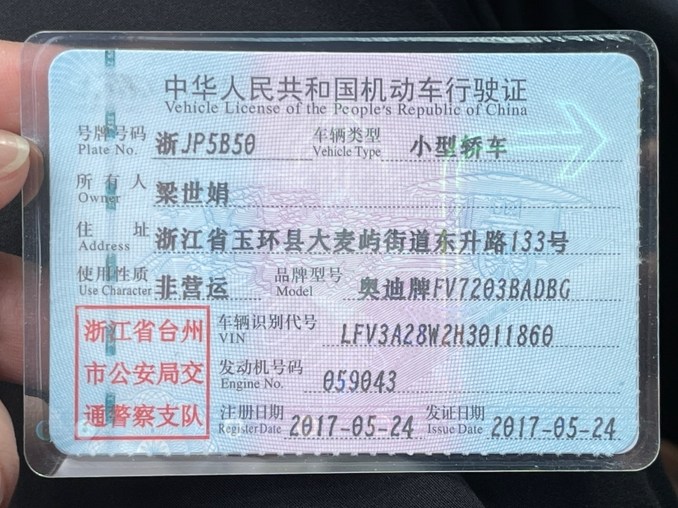 中华人民共和国机动车行驶证
Vehicle License of the People's Republic of China
号牌号码 Plate No. 浙JP5B50 车辆类型 Vehicle Type 小型轿车
所有人 Owner 梁世娟
住址 Address 浙江省玉环县大麦屿街道东升路133号
使用性质 Use Character 非营运 品牌型号 Model 奥迪牌FV7203BADBG
车辆识别代号 VIN LFV3A28W2H3011860
发动机号码 Engine No. 059043
注册日期 Register Date 2017-05-24 发证日期 Issue Date 2017-05-24
浙江省台州
市公安局交
通警察支队